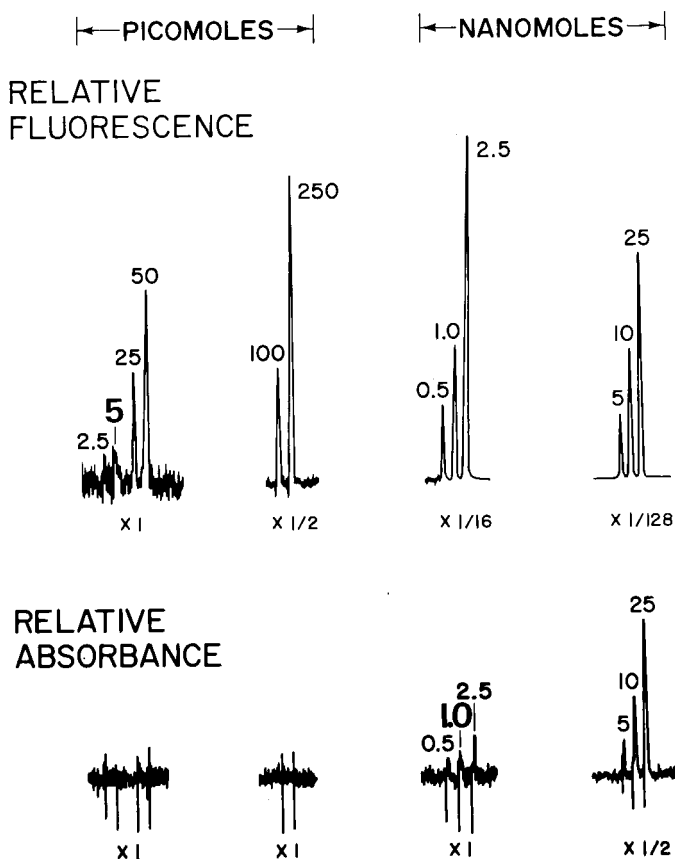 PICOMOLES
NANOMOLES
RELATIVE
FLUORESCENCE
2.5
5
25
50
100
250
0.5
1.0
2.5
5
10
25
X 1
X 1/2
X 1/16
X 1/128
RELATIVE
ABSORBANCE
0.5
1.0
2.5
5
10
25
X 1
X 1
X 1
X 1/2